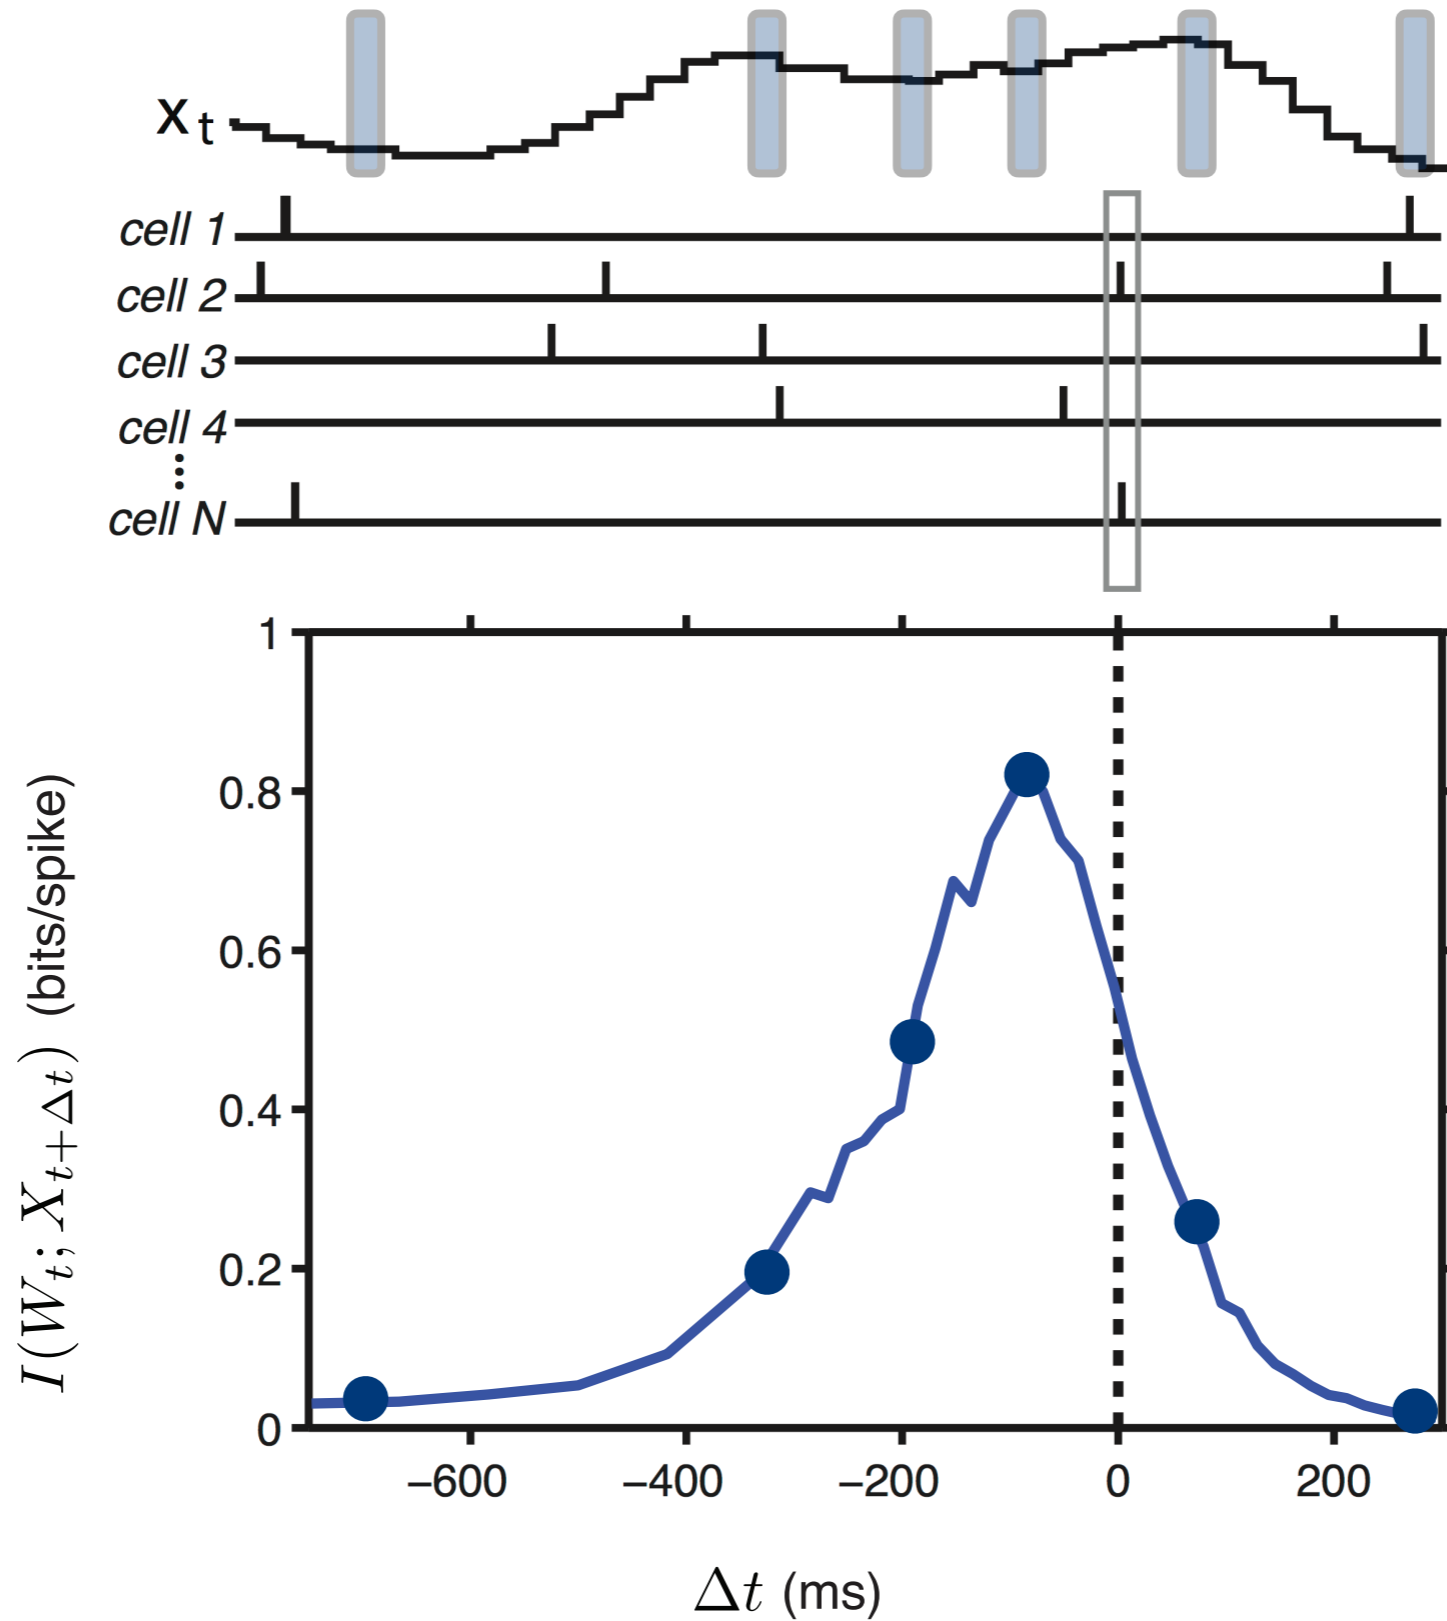 x t
cell 1
cell 2
cell 3
cell 4
⋮
cell N
1
0.8
0.6
0.4
0.2
0
I(W_t; X_{t+Δt}) (bits/spike)
−600 −400 −200 0 200
Δt (ms)